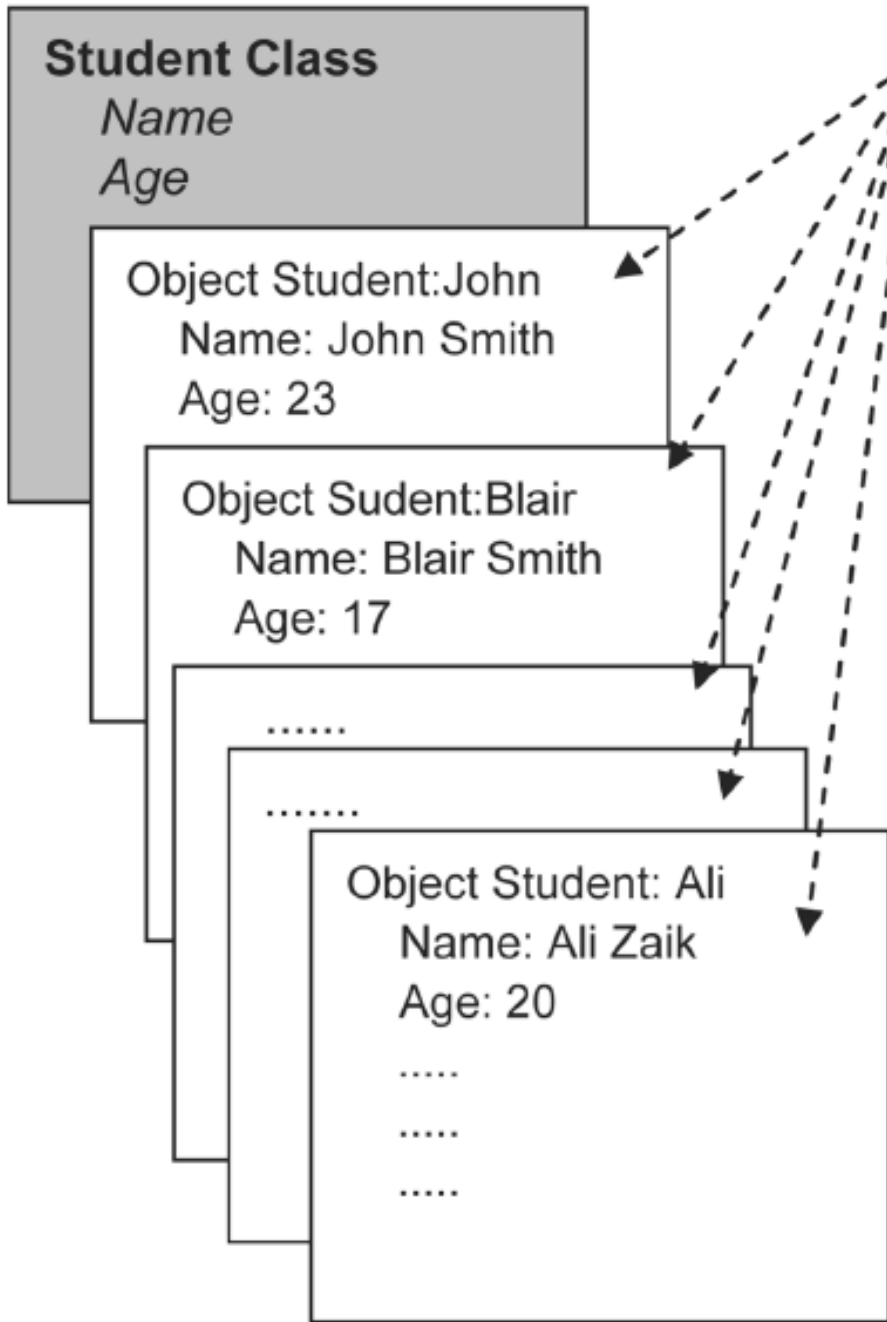 Student Class
Name
Age
Object Student:John
Name: John Smith
Age: 23
Object Sudent:Blair
Name: Blair Smith
Age: 17
......
.......
Object Student: Ali
Name: Ali Zaik
Age: 20
.....
.....
.....